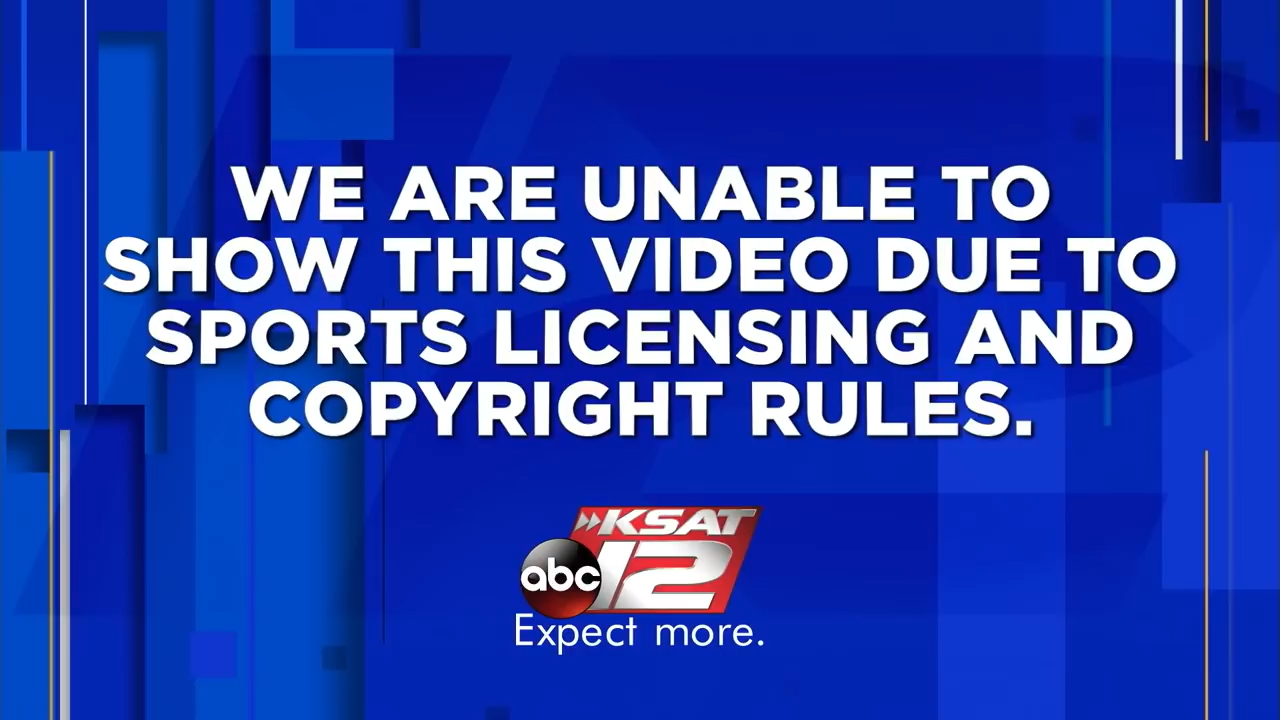 WE ARE UNABLE TO
SHOW THIS VIDEO DUE TO
SPORTS LICENSING AND
COPYRIGHT RULES.
KSAT
abc 12
Expect more.